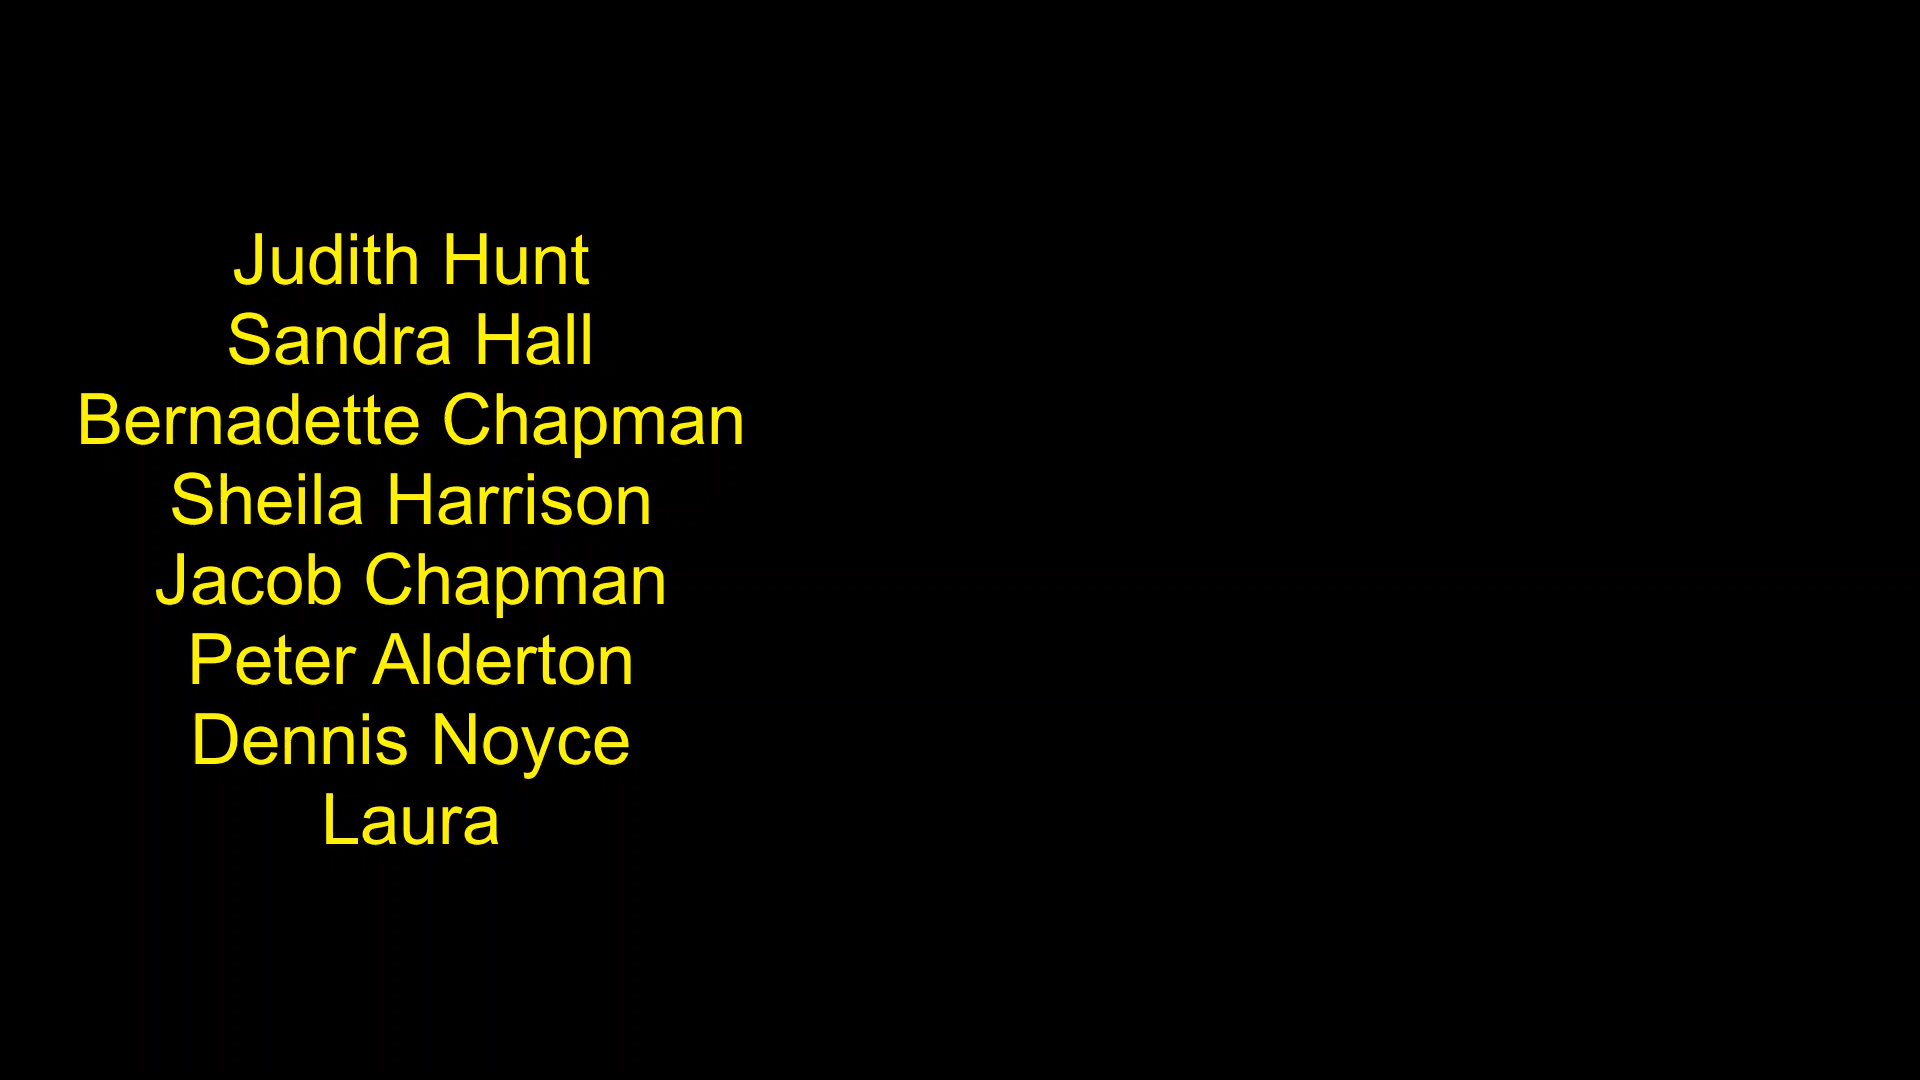 Judith Hunt
Sandra Hall
Bernadette Chapman
Sheila Harrison
Jacob Chapman
Peter Alderton
Dennis Noyce
Laura